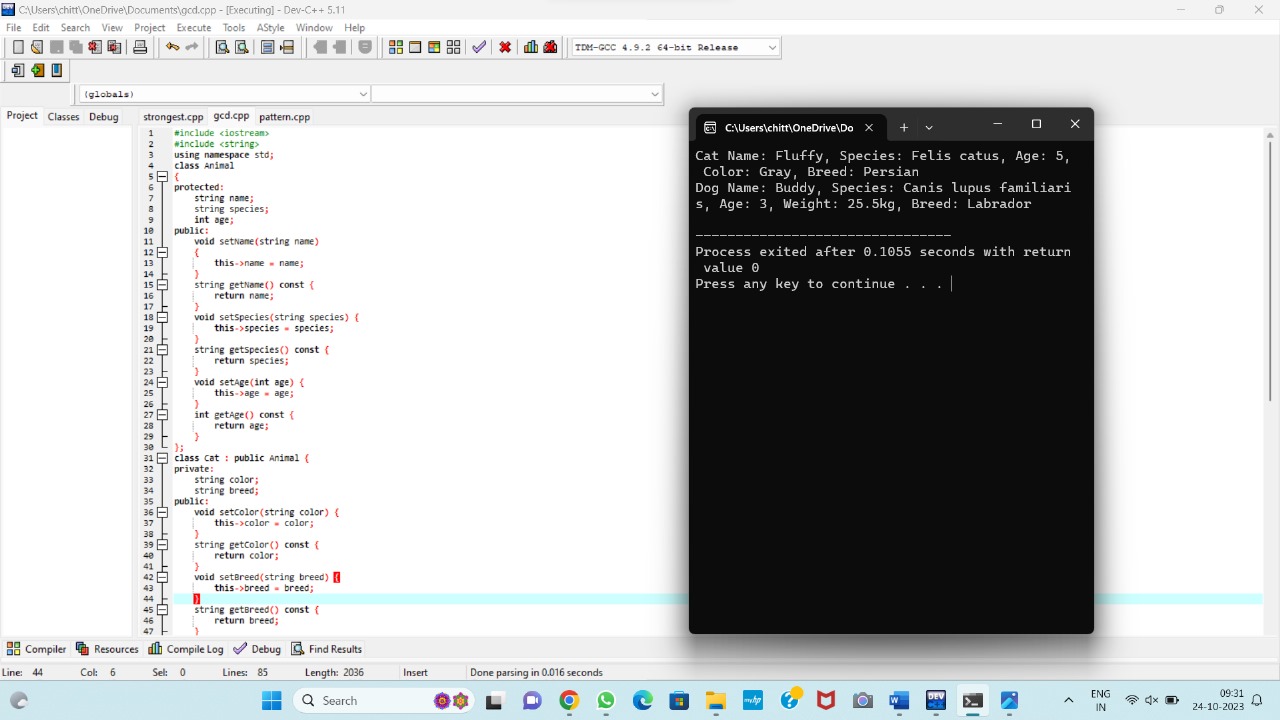 C:\Users\chitt\OneDrive\Documents\gcd.cpp - [Executing] - Dev-C++ 5.11
File Edit Search View Project Execute Tools AStyle Window Help
TDM-GCC 4.9.2 64-bit Release
(globals)
Project Classes Debug
strongest.cpp gcd.cpp pattern.cpp
1 #include <iostream>
2 #include <string>
3 using namespace std;
4 class Animal
5 {
6 protected:
7 string name;
8 string species;
9 int age;
10 public:
11 void setName(string name)
12 {
13 this->name = name;
14 }
15 string getName() const {
16 return name;
17 }
18 void setSpecies(string species) {
19 this->species = species;
20 }
21 string getSpecies() const {
22 return species;
23 }
24 void setAge(int age) {
25 this->age = age;
26 }
27 int getAge() const {
28 return age;
29 }
30 };
31 class Cat : public Animal {
32 private:
33 string color;
34 string breed;
35 public:
36 void setColor(string color) {
37 this->color = color;
38 }
39 string getColor() const {
40 return color;
41 }
42 void setBreed(string breed) {
43 this->breed = breed;
44 }
45 string getBreed() const {
46 return breed;
47 }
C:\Users\chitt\OneDrive\Do
Cat Name: Fluffy, Species: Felis catus, Age: 5,
Color: Gray, Breed: Persian
Dog Name: Buddy, Species: Canis lupus familiari
s, Age: 3, Weight: 25.5kg, Breed: Labrador
--------------------------------
Process exited after 0.1055 seconds with return
value 0
Press any key to continue . . .
Compiler Resources Compile Log Debug Find Results
Line: 44 Col: 6 Sel: 0 Lines: 85 Length: 2036 Insert Done parsing in 0.016 seconds
Search
DEV
ENG
IN
09:31
24-10-2023